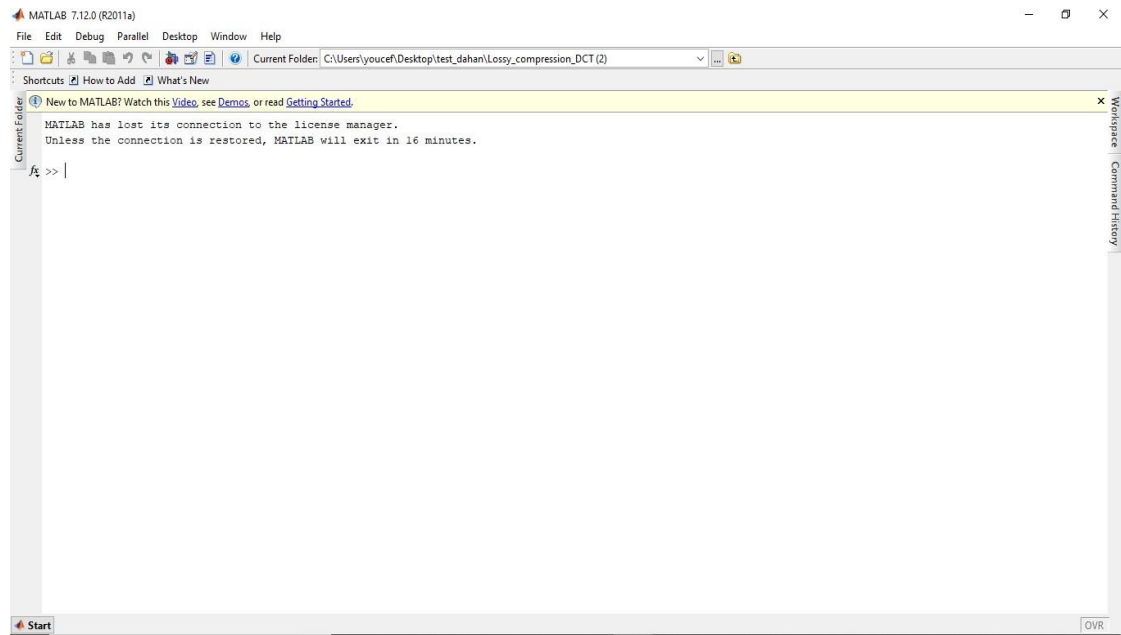 MATLAB 7.12.0 (R2011a)
File Edit Debug Parallel Desktop Window Help
Current Folder: C:\Users\youcef\Desktop\test_dahan\Lossy_compression_DCT (2)
Shortcuts How to Add What's New
New to MATLAB? Watch this Video, see Demos, or read Getting Started.
MATLAB has lost its connection to the license manager.
Unless the connection is restored, MATLAB will exit in 16 minutes.
fx >>
Current Folder
Workspace
Command History
Start
OVR